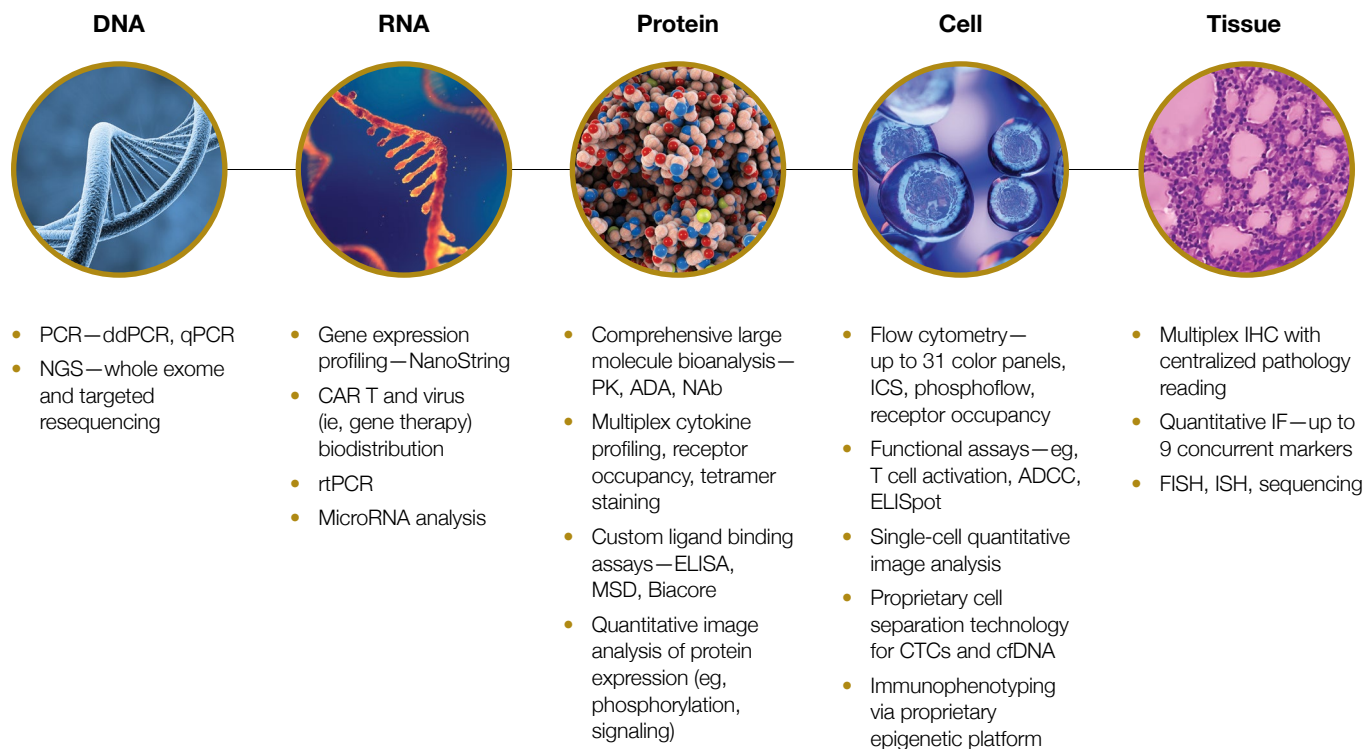 DNA
RNA
Protein
Cell
Tissue
• PCR—ddPCR, qPCR
• NGS—whole exome
and targeted
resequencing
• Gene expression
profiling—NanoString
• CAR T and virus
(ie, gene therapy)
biodistribution
• rtPCR
• MicroRNA analysis
• Comprehensive large
molecule bioanalysis—
PK, ADA, NAb
• Multiplex cytokine
profiling, receptor
occupancy, tetramer
staining
• Custom ligand binding
assays—ELISA,
MSD, Biacore
• Quantitative image
analysis of protein
expression (eg,
phosphorylation,
signaling)
• Flow cytometry—
up to 31 color panels,
ICS, phosphoflow,
receptor occupancy
• Functional assays—eg,
T cell activation, ADCC,
ELISpot
• Single-cell quantitative
image analysis
• Proprietary cell
separation technology
for CTCs and cfDNA
• Immunophenotyping
via proprietary
epigenetic platform
• Multiplex IHC with
centralized pathology
reading
• Quantitative IF—up to
9 concurrent markers
• FISH, ISH, sequencing